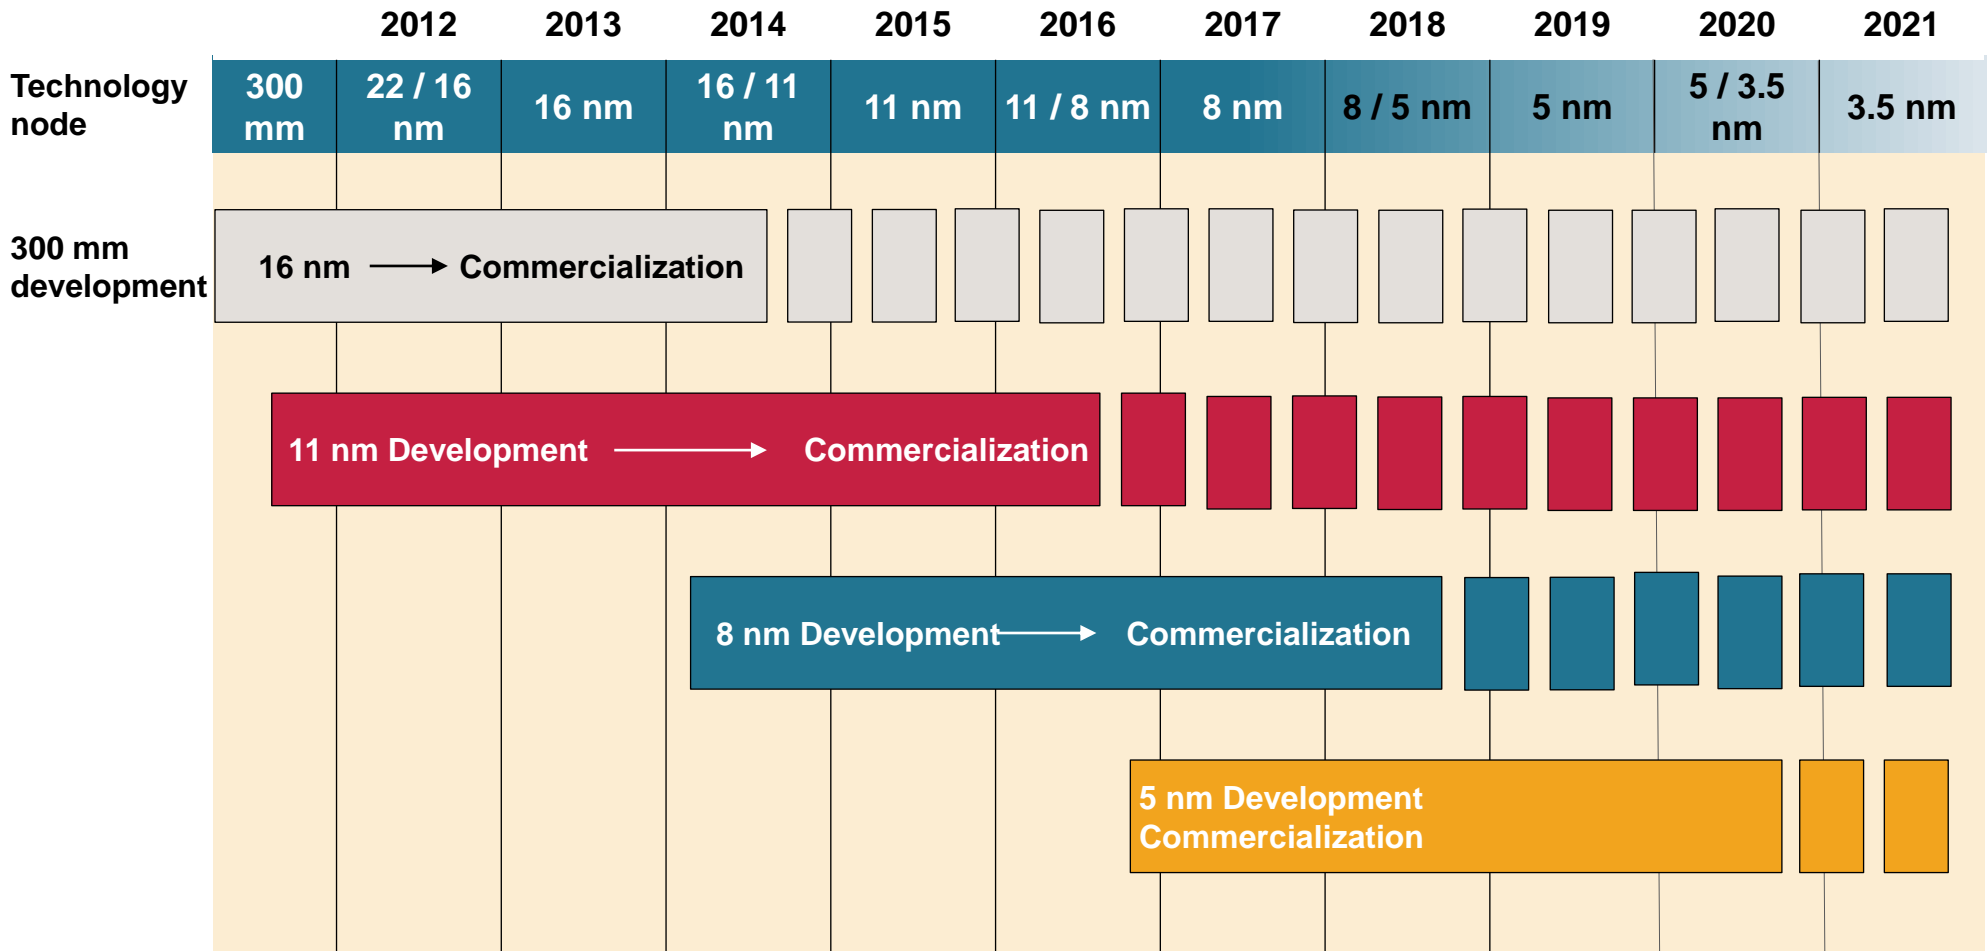 2012 2013 2014 2015 2016 2017 2018 2019 2020 2021
Technology
node
300
mm
22 / 16
nm
16 nm
16 / 11
nm
11 nm
11 / 8 nm
8 nm
8 / 5 nm
5 nm
5 / 3.5
nm
3.5 nm
300 mm
development
16 nm Commercialization
11 nm Development Commercialization
8 nm Development Commercialization
5 nm Development
Commercialization